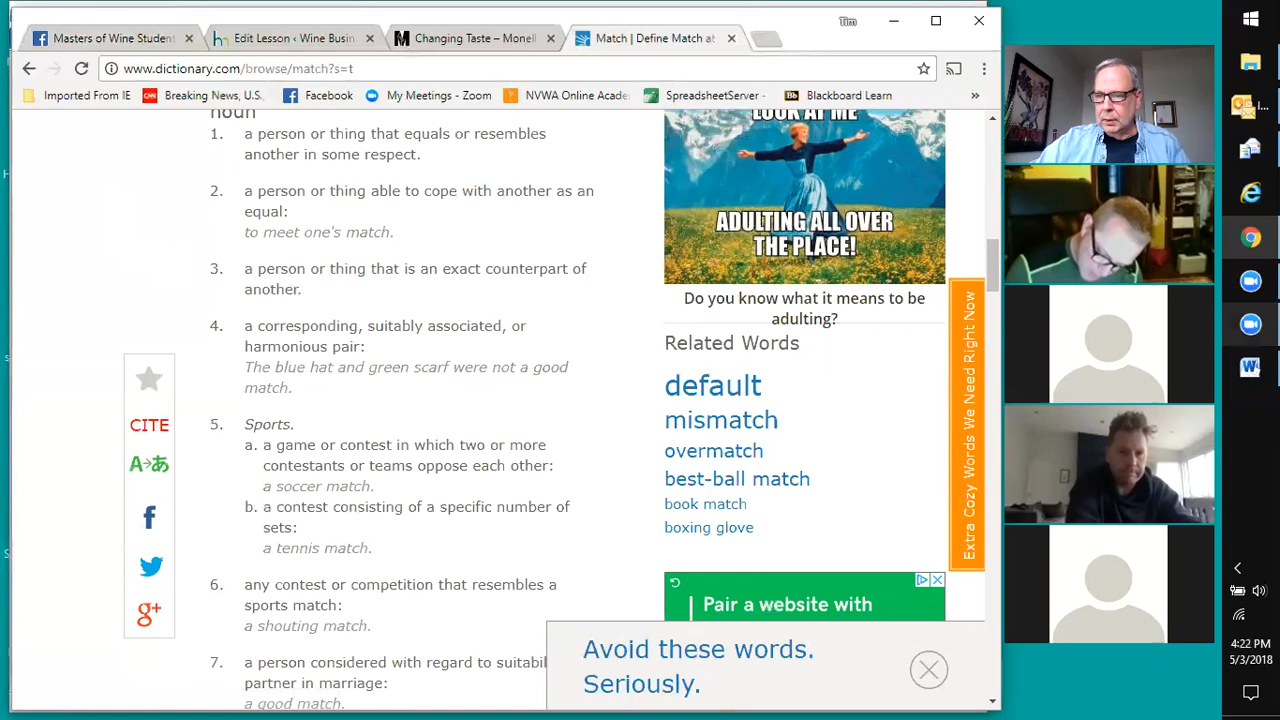 Tim
Masters of Wine Student
Edit Lesson ‹ Wine Busin
Changing Taste – Monell
Match | Define Match at
www.dictionary.com/browse/match?s=t
Imported From IE
Breaking News, U.S.
Facebook
My Meetings - Zoom
NVWA Online Acade
SpreadsheetServer -
Bb Blackboard Learn
»
noun
1. a person or thing that equals or resembles
another in some respect.
2. a person or thing able to cope with another as an
equal:
to meet one's match.
3. a person or thing that is an exact counterpart of
another.
4. a corresponding, suitably associated, or
harmonious pair:
The blue hat and green scarf were not a good
match.
5. Sports.
a. a game or contest in which two or more
contestants or teams oppose each other:
a soccer match.
b. a contest consisting of a specific number of
sets:
a tennis match.
6. any contest or competition that resembles a
sports match:
a shouting match.
7. a person considered with regard to suitabil
partner in marriage:
a good match.
CITE
A→あ
LOOK AT ME
ADULTING ALL OVER
THE PLACE!
Do you know what it means to be
adulting?
Related Words
default
mismatch
overmatch
best-ball match
book match
boxing glove
Pair a website with
Avoid these words.
Seriously.
Extra Cozy Words We Need Right Now
4:22 PM
5/3/2018